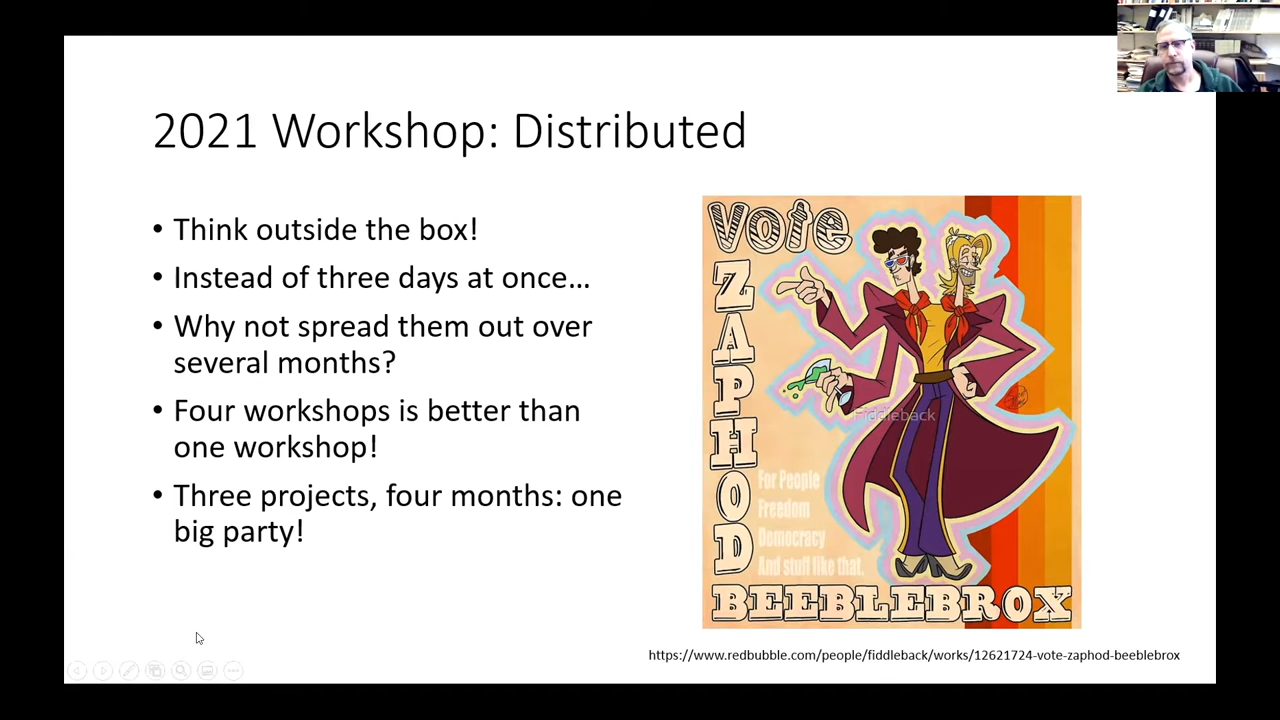 2021 Workshop: Distributed
• Think outside the box!
• Instead of three days at once…
• Why not spread them out over
several months?
• Four workshops is better than
one workshop!
• Three projects, four months: one
big party!
Vote
ZAPHOD
BEEBLEBROX
For People
Freedom
Democracy
And stuff like that.
Fiddleback
https://www.redbubble.com/people/fiddleback/works/12621724-vote-zaphod-beeblebrox